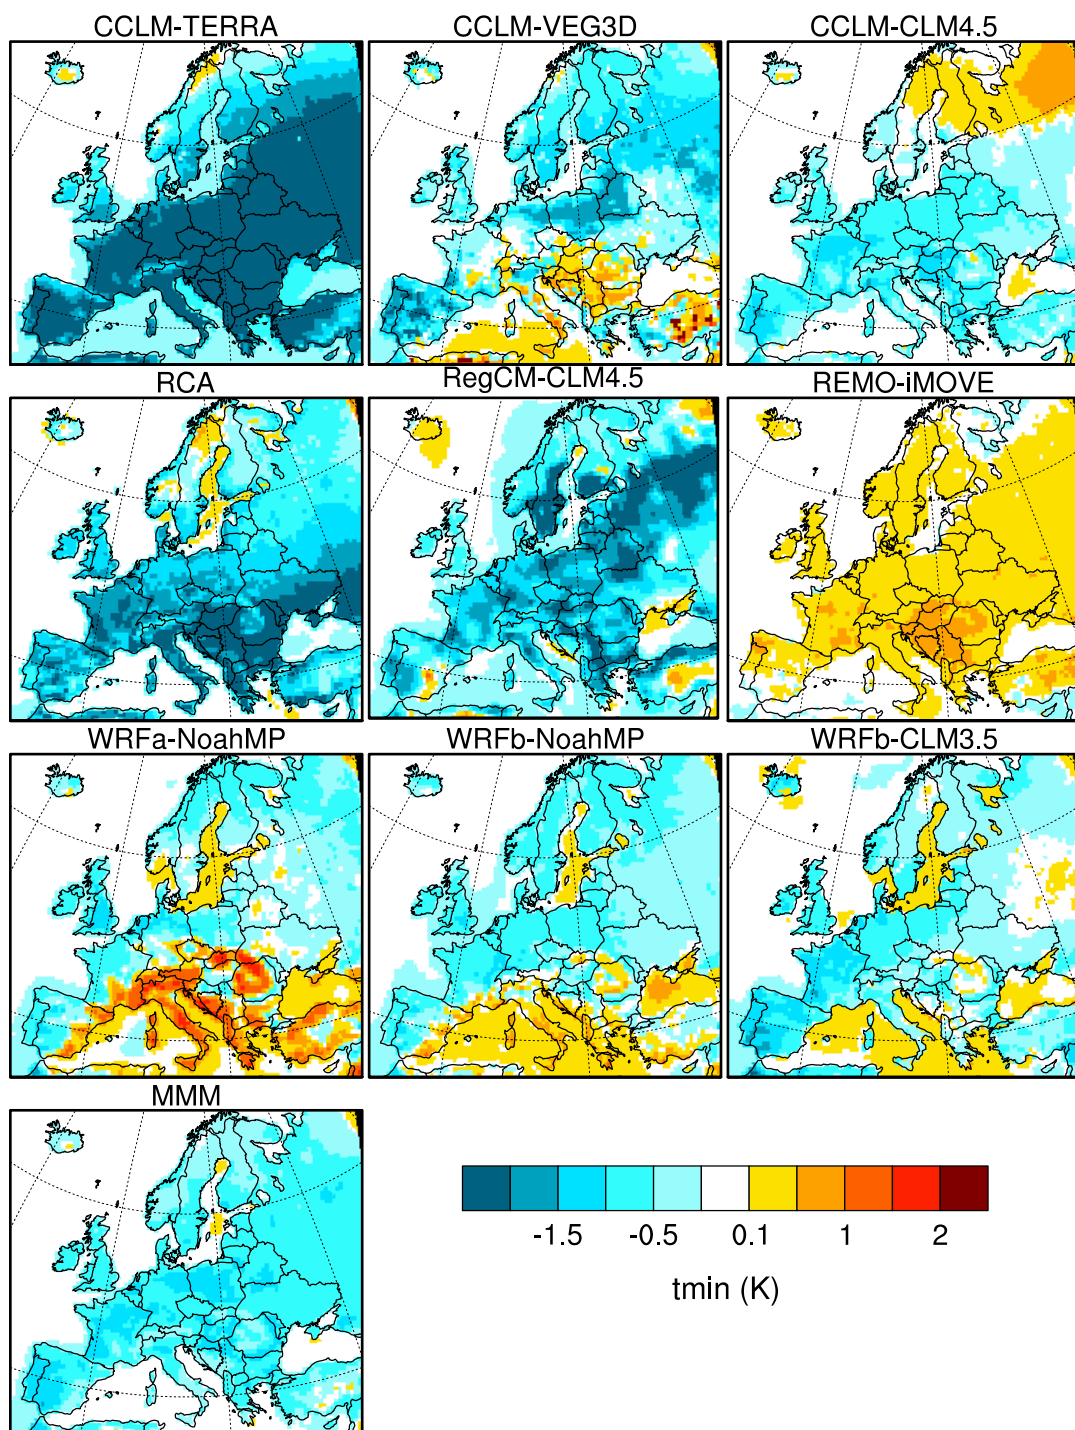 CCLM-TERRA
CCLM-VEG3D
CCLM-CLM4.5
RCA
RegCM-CLM4.5
REMO-iMOVE
WRFa-NoahMP
WRFb-NoahMP
WRFb-CLM3.5
MMM
-1.5 -0.5 0.1 1 2
tmin (K)